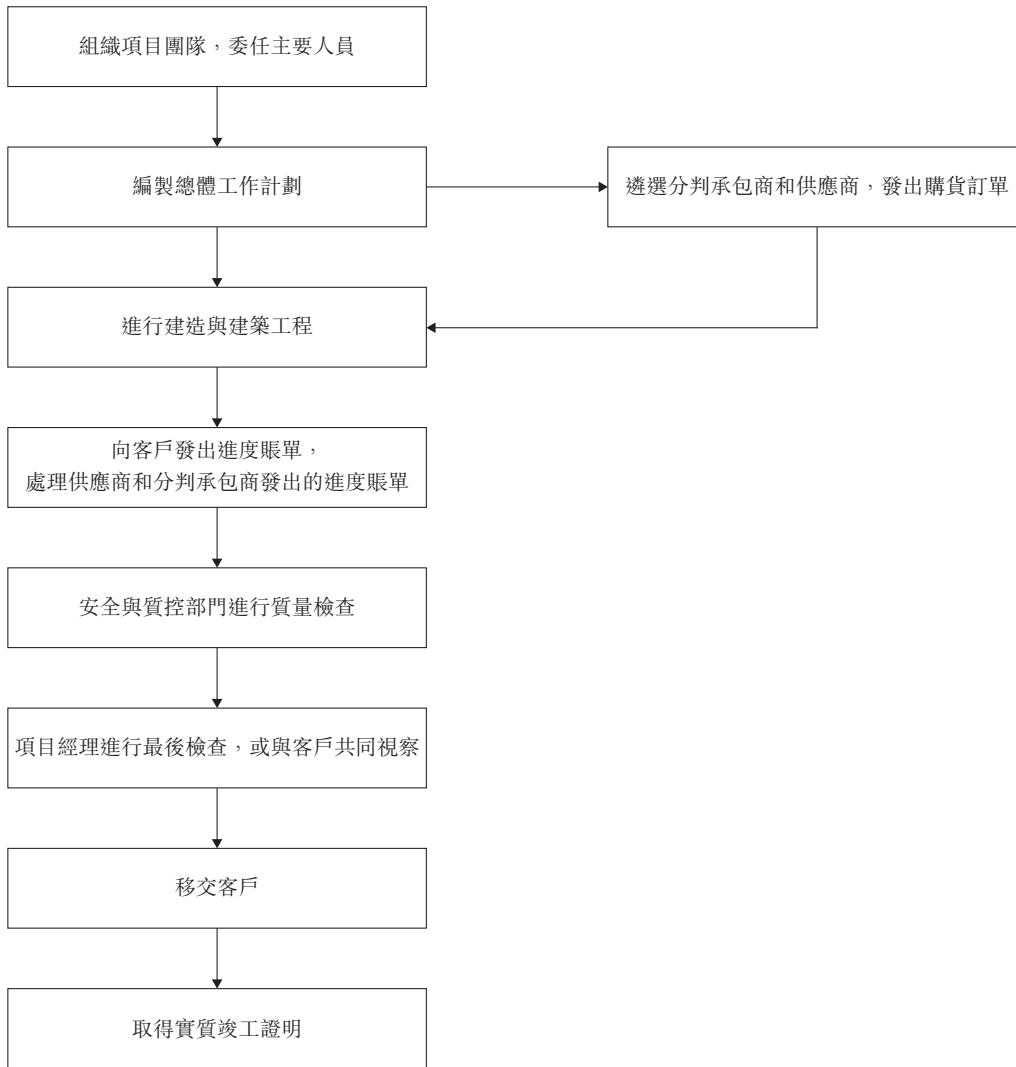 組織項目團隊，委任主要人員
編製總體工作計劃
遴選分判承包商和供應商，發出購貨訂單
進行建造與建築工程
向客戶發出進度賬單，
處理供應商和分判承包商發出的進度賬單
安全與質控部門進行質量檢查
項目經理進行最後檢查，或與客戶共同視察
移交客戶
取得實質竣工證明